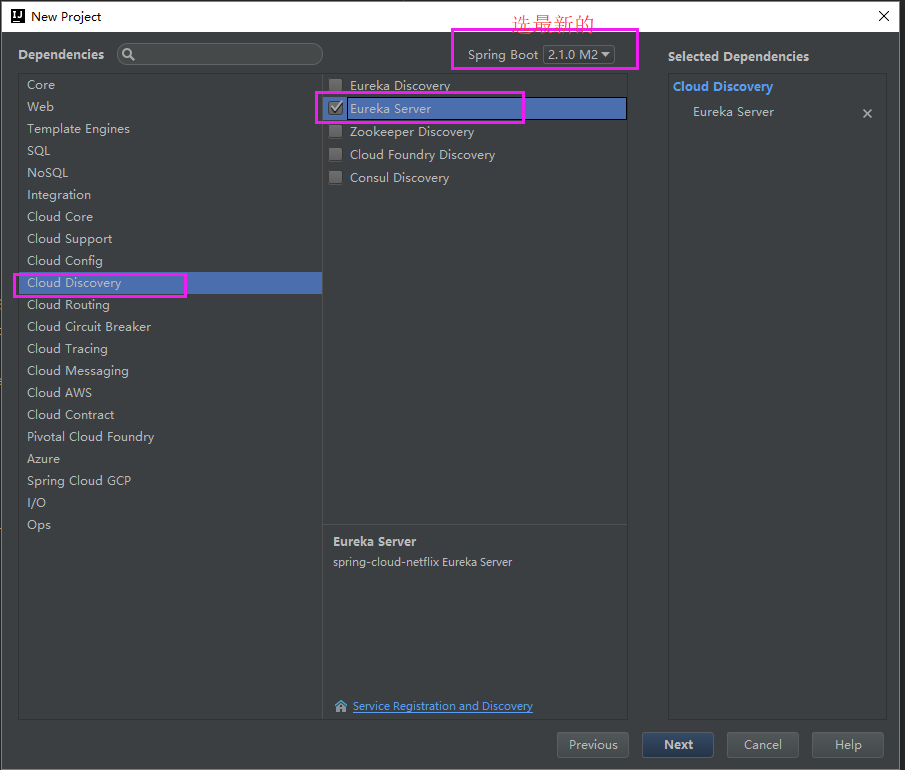 New Project
选最新的
Dependencies
Spring Boot 2.1.0 M2
Selected Dependencies
Core
Web
Template Engines
SQL
NoSQL
Integration
Cloud Core
Cloud Support
Cloud Config
Cloud Discovery
Cloud Routing
Cloud Circuit Breaker
Cloud Tracing
Cloud Messaging
Cloud AWS
Cloud Contract
Pivotal Cloud Foundry
Azure
Spring Cloud GCP
I/O
Ops
Eureka Discovery
Eureka Server
Zookeeper Discovery
Cloud Foundry Discovery
Consul Discovery
Eureka Server
spring-cloud-netflix Eureka Server
Service Registration and Discovery
Cloud Discovery
Eureka Server
Previous
Next
Cancel
Help